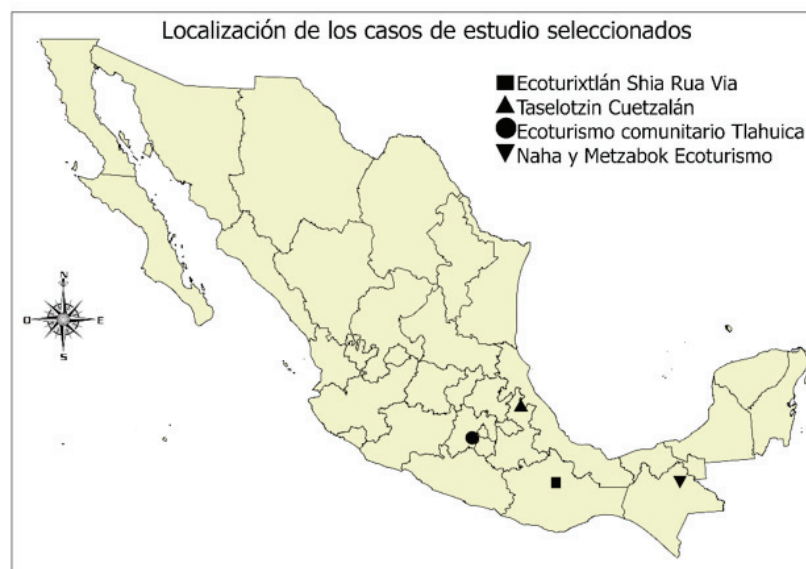 Localización de los casos de estudio seleccionados
Ecoturixtlán Shia Rua Via
Taselotzin Cuetzalán
Ecoturismo comunitario Tlahuica
Naha y Metzabok Ecoturismo
N
O E
S